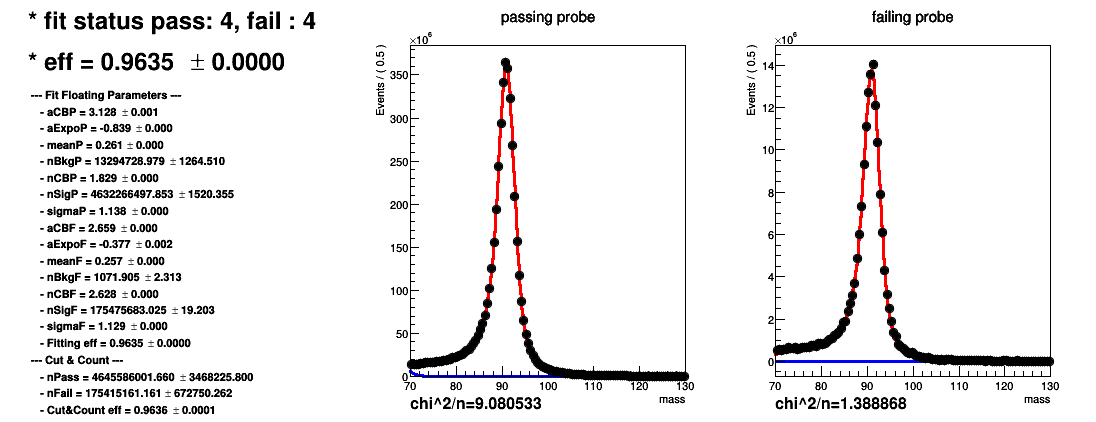 * fit status pass: 4, fail : 4
* eff = 0.9635 ± 0.0000
--- Fit Floating Parameters ---
- aCBP = 3.128 ± 0.001
- aExpoP = -0.839 ± 0.000
- meanP = 0.261 ± 0.000
- nBkgP = 13294728.979 ± 1264.510
- nCBP = 1.829 ± 0.000
- nSigP = 4632266497.853 ± 1520.355
- sigmaP = 1.138 ± 0.000
- aCBF = 2.659 ± 0.000
- aExpoF = -0.377 ± 0.002
- meanF = 0.257 ± 0.000
- nBkgF = 1071.905 ± 2.313
- nCBF = 2.628 ± 0.000
- nSigF = 175475683.025 ± 19.203
- sigmaF = 1.129 ± 0.000
- Fitting eff = 0.9635 ± 0.0000
--- Cut & Count ---
- nPass = 4645586001.660 ± 3468225.800
- nFail = 175415161.161 ± 672750.262
- Cut&Count eff = 0.9636 ± 0.0001
passing probe
×10^6
Events / ( 0.5 )
350
300
250
200
150
100
50
0
70 80 90 100 110 120 130
mass
chi^2/n=9.080533
failing probe
×10^6
Events / ( 0.5 )
14
12
10
8
6
4
2
0
70 80 90 100 110 120 130
mass
chi^2/n=1.388868